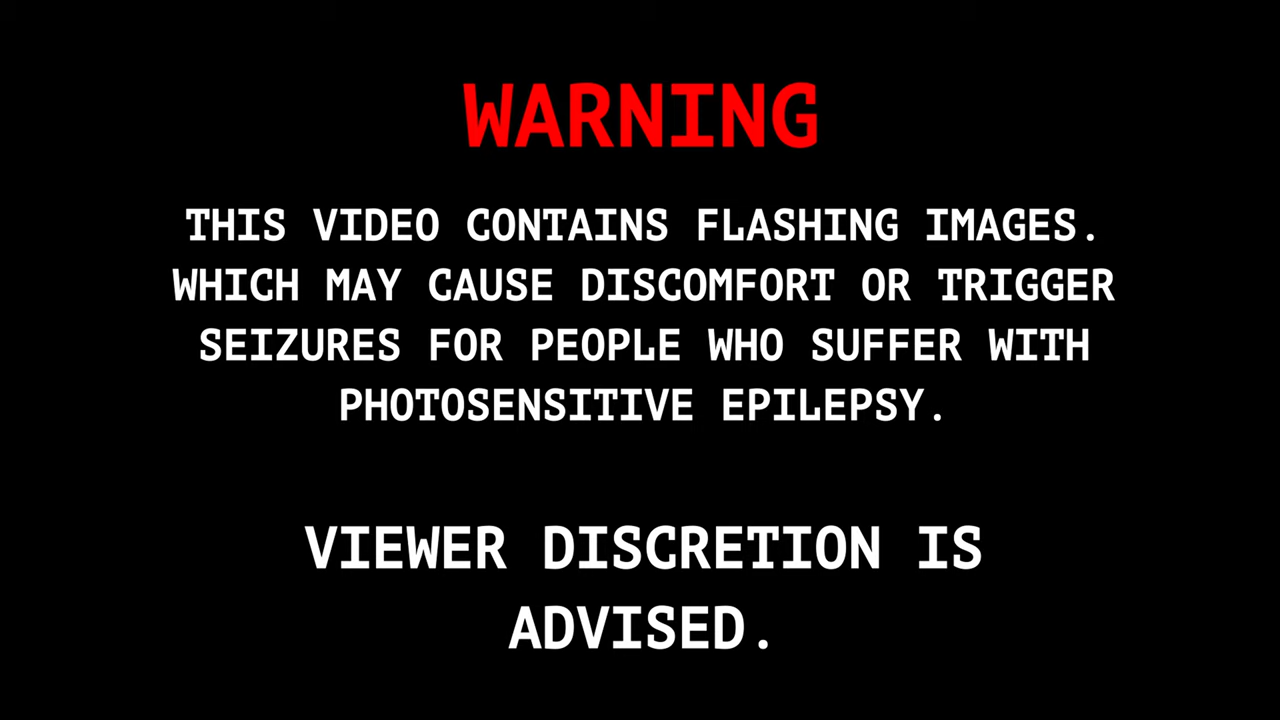 WARNING
THIS VIDEO CONTAINS FLASHING IMAGES.
WHICH MAY CAUSE DISCOMFORT OR TRIGGER
SEIZURES FOR PEOPLE WHO SUFFER WITH
PHOTOSENSITIVE EPILEPSY.
VIEWER DISCRETION IS
ADVISED.